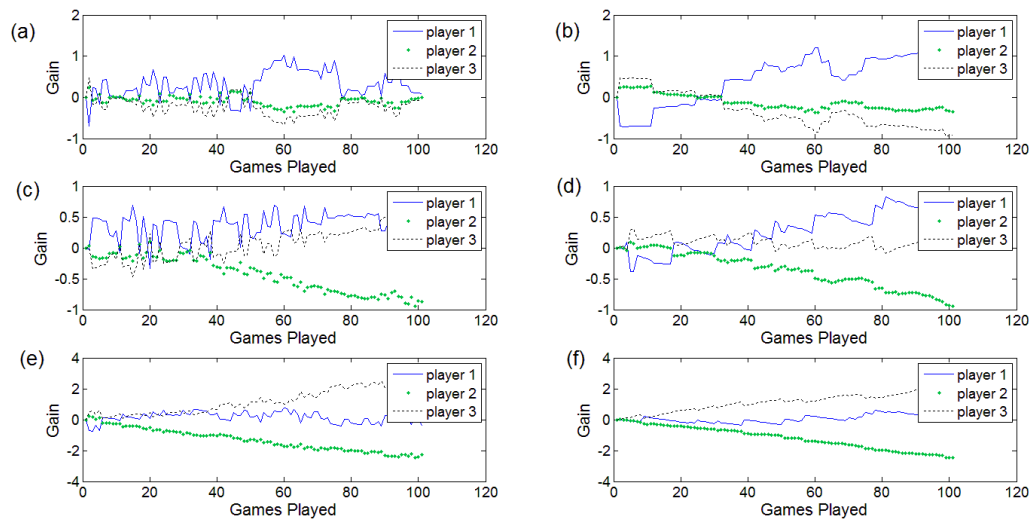 (a)
Gain
2
1
0
-1
0 20 40 60 80 100 120
Games Played
player 1
player 2
player 3
(b)
Gain
2
1
0
-1
0 20 40 60 80 100 120
Games Played
player 1
player 2
player 3
(c)
Gain
1
0.5
0
-0.5
-1
0 20 40 60 80 100 120
Games Played
player 1
player 2
player 3
(d)
Gain
1
0.5
0
-0.5
-1
0 20 40 60 80 100 120
Games Played
player 1
player 2
player 3
(e)
Gain
4
2
0
-2
-4
0 20 40 60 80 100 120
Games Played
player 1
player 2
player 3
(f)
Gain
4
2
0
-2
-4
0 20 40 60 80 100 120
Games Played
player 1
player 2
player 3